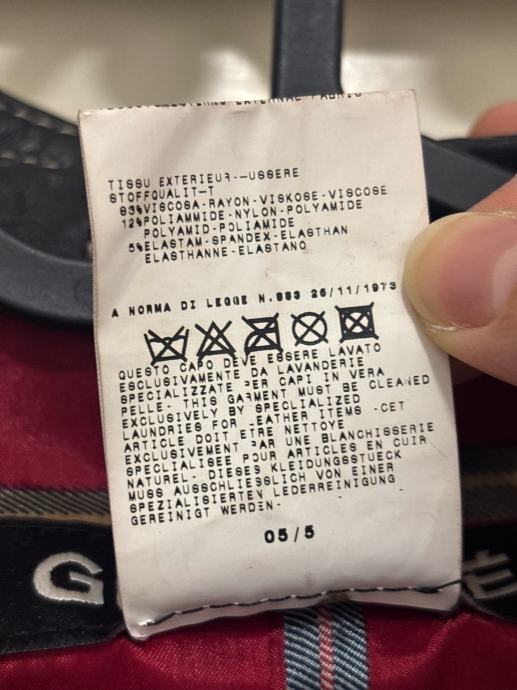 TISSU EXTERIEUR--USSERE
STOFFQUALIT-T
83%VISCOSA-RAYON-VISKOSE-VISCOSE
12%POLIAMMIDE-NYLON-POLYAMIDE
POLYAMID-POLIAMIDE
5%ELASTAM-SPANDEX-ELASTHAN
ELASTHANNE-ELASTANO
A NORMA DI LEGGE N.883 26/11/1973
QUESTO CAPO DEVE ESSERE LAVATO
ESCLUSIVAMENTE DA LAVANDERIE
SPECIALIZZATE PER CAPI IN VERA
PELLE- THIS GARMENT MUST BE CLEANED
EXCLUSIVELY BY SPECIALIZED
LAUNDRIES FOR LEATHER ITEMS -CET
ARTICLE DOIT ETRE NETTOYE
EXCLUSIVEMENT PAR UNE BLANCHISSERIE
SPECIALISEE POUR ARTICLES EN CUIR
NATUREL- DIESES KLEIDUNGSSTUECK
MUSS AUSSCHLIESSLICH VON EINER
SPEZIALISIERTEN LEDERREINIGUNG
GEREINIGT WERDEN-
05/5